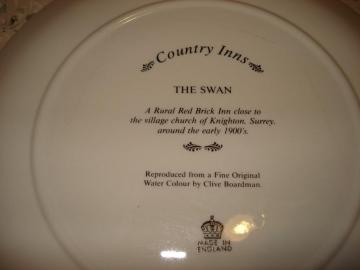 Country Inns
THE SWAN
A Rural Red Brick Inn close to
the village church of Knighton, Surrey.
around the early 1900's.
Reproduced from a Fine Original
Water Colour by Clive Boardman.
MADE IN
ENGLAND